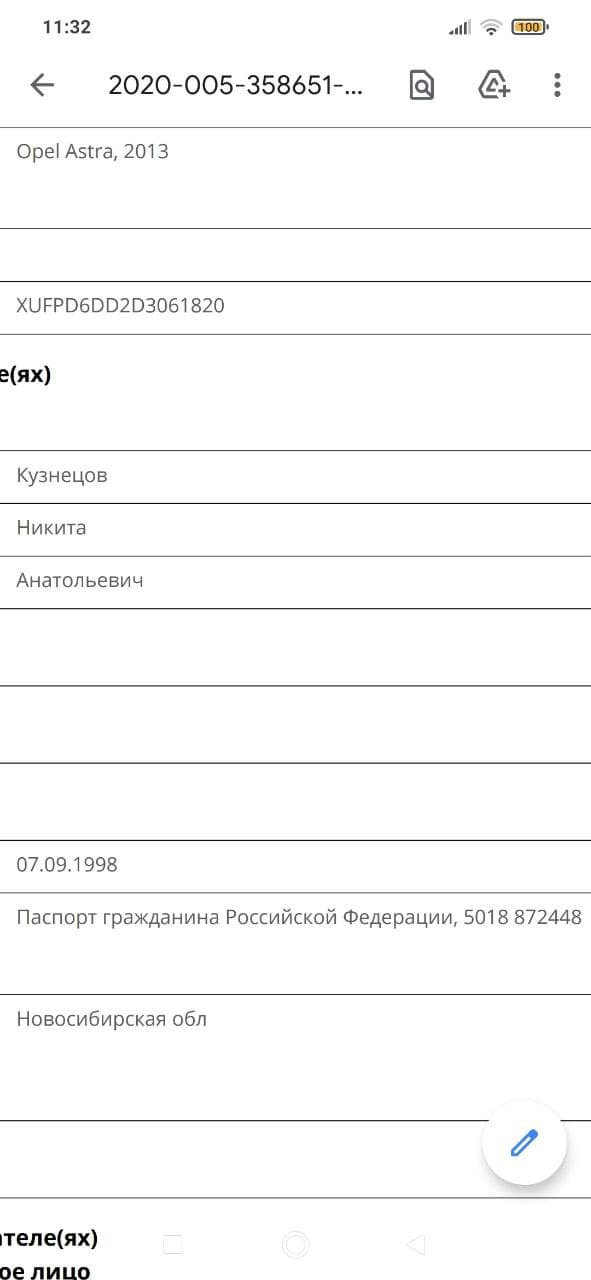 11:32
100
2020-005-358651-...
Opel Astra, 2013
XUFPD6DD2D3061820
е(ях)
Кузнецов
Никита
Анатольевич
07.09.1998
Паспорт гражданина Российской Федерации, 5018 872448
Новосибирская обл
ателе(ях)
ое лицо